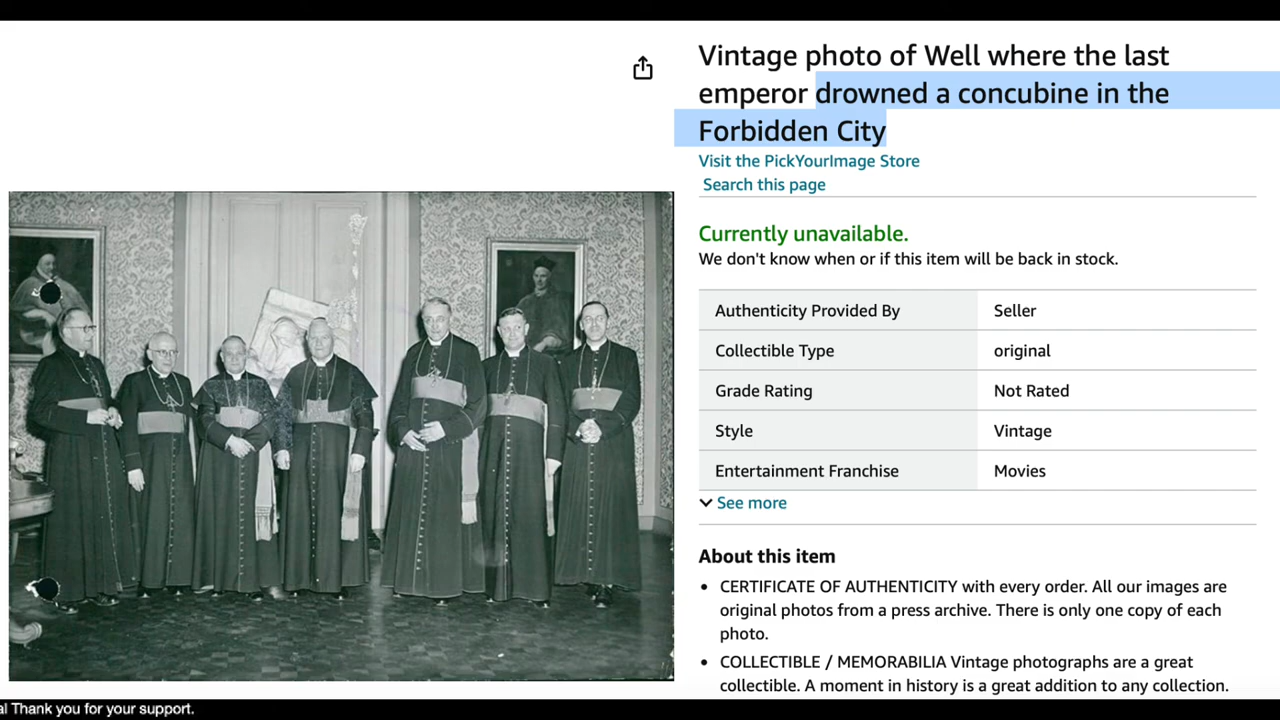 Vintage photo of Well where the last
emperor drowned a concubine in the
Forbidden City
Visit the PickYourImage Store
Search this page
Currently unavailable.
We don't know when or if this item will be back in stock.
Authenticity Provided By Seller
Collectible Type original
Grade Rating Not Rated
Style Vintage
Entertainment Franchise Movies
See more
About this item
• CERTIFICATE OF AUTHENTICITY with every order. All our images are
original photos from a press archive. There is only one copy of each
photo.
• COLLECTIBLE / MEMORABILIA Vintage photographs are a great
collectible. A moment in history is a great addition to any collection.
Thank you for your support.